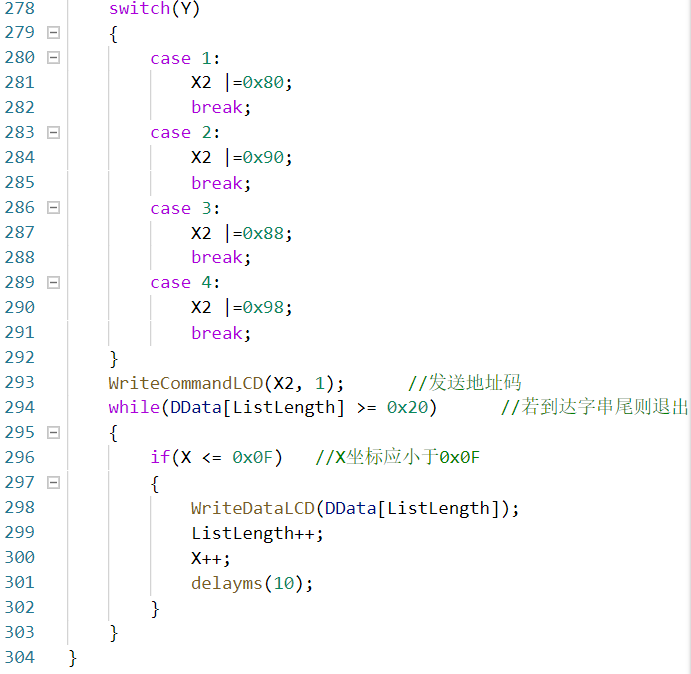 278 switch(Y)
279 {
280 case 1:
281 X2 |=0x80;
282 break;
283 case 2:
284 X2 |=0x90;
285 break;
286 case 3:
287 X2 |=0x88;
288 break;
289 case 4:
290 X2 |=0x98;
291 break;
292 }
293 WriteCommandLCD(X2, 1); //发送地址码
294 while(DData[ListLength] >= 0x20) //若到达字串尾则退出
295 {
296 if(X <= 0x0F) //X坐标应小于0x0F
297 {
298 WriteDataLCD(DData[ListLength]);
299 ListLength++;
300 X++;
301 delayms(10);
302 }
303 }
304 }